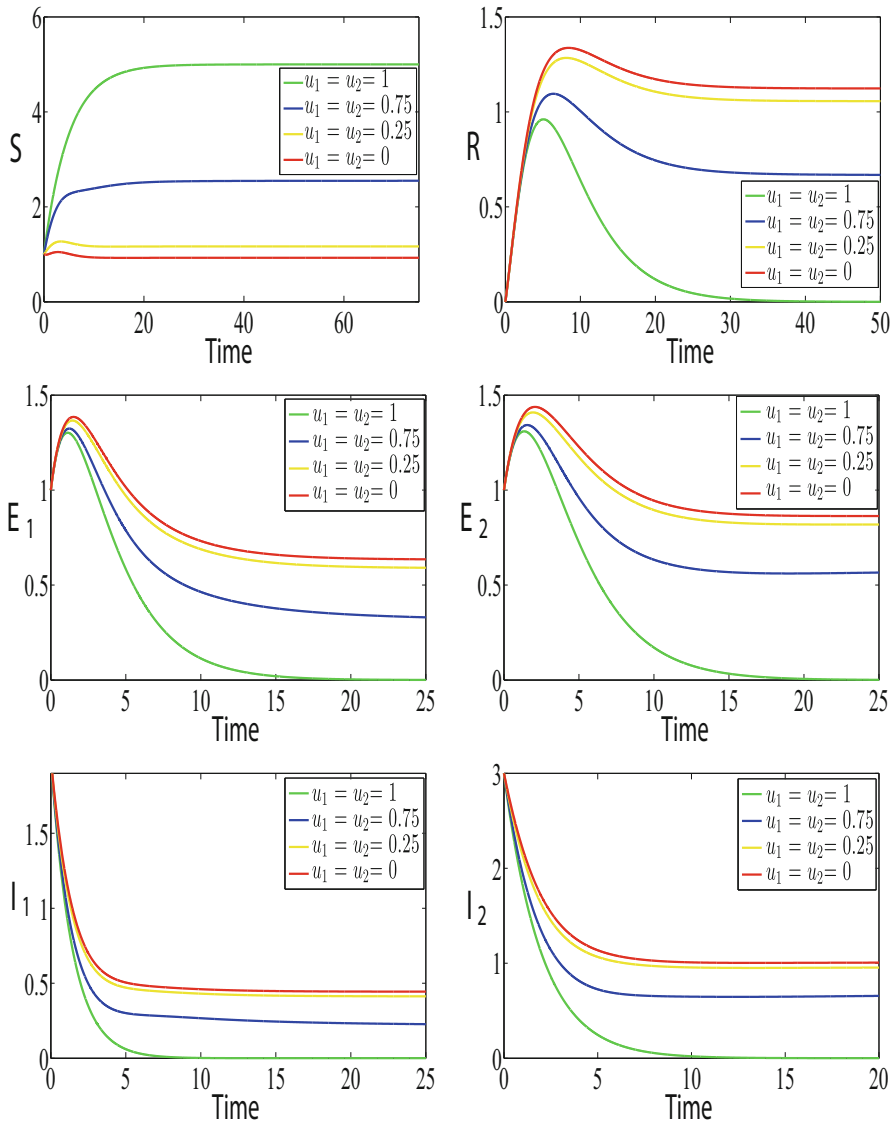 6
4
2
0
S
0 20 40 60
Time
u₁ = u₂= 1
u₁ = u₂= 0.75
u₁ = u₂= 0.25
u₁ = u₂= 0
1.5
1
0.5
0
R
0 10 20 30 40 50
Time
u₁ = u₂= 1
u₁ = u₂= 0.75
u₁ = u₂= 0.25
u₁ = u₂= 0
1.5
1
0.5
0
E₁
0 5 10 15 20 25
Time
u₁ = u₂= 1
u₁ = u₂= 0.75
u₁ = u₂= 0.25
u₁ = u₂= 0
1.5
1
0.5
0
E₂
0 5 10 15 20 25
Time
u₁ = u₂= 1
u₁ = u₂= 0.75
u₁ = u₂= 0.25
u₁ = u₂= 0
1.5
1
0.5
0
I₁
0 5 10 15 20 25
Time
u₁ = u₂= 1
u₁ = u₂= 0.75
u₁ = u₂= 0.25
u₁ = u₂= 0
3
2
1
0
I₂
0 5 10 15 20
Time
u₁ = u₂= 1
u₁ = u₂= 0.75
u₁ = u₂= 0.25
u₁ = u₂= 0